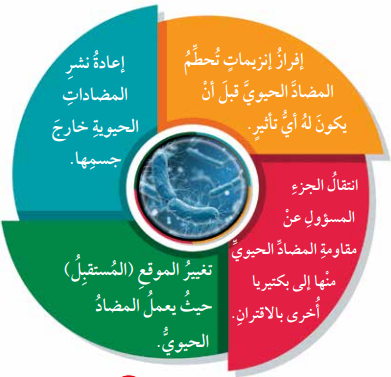 إعادةُ نشرِ
المضاداتِ
الحيويةِ خارجَ
جسمِها.
إفرازُ إنزيماتٍ تُحطِّمُ
المضادَّ الحيويَّ قبلَ أنْ
يكونَ لهُ أيُّ تأثيرٍ.
انتقالُ الجزءِ
المسؤولِ عنْ
مقاومةِ المضادِّ الحيويِّ
منْها إلى بكتيريا
أُخرى بالاقترانِ.
تغييرُ الموقعِ (المُستقبِلُ)
حيثُ يعملُ المضادُ
الحيويُّ.